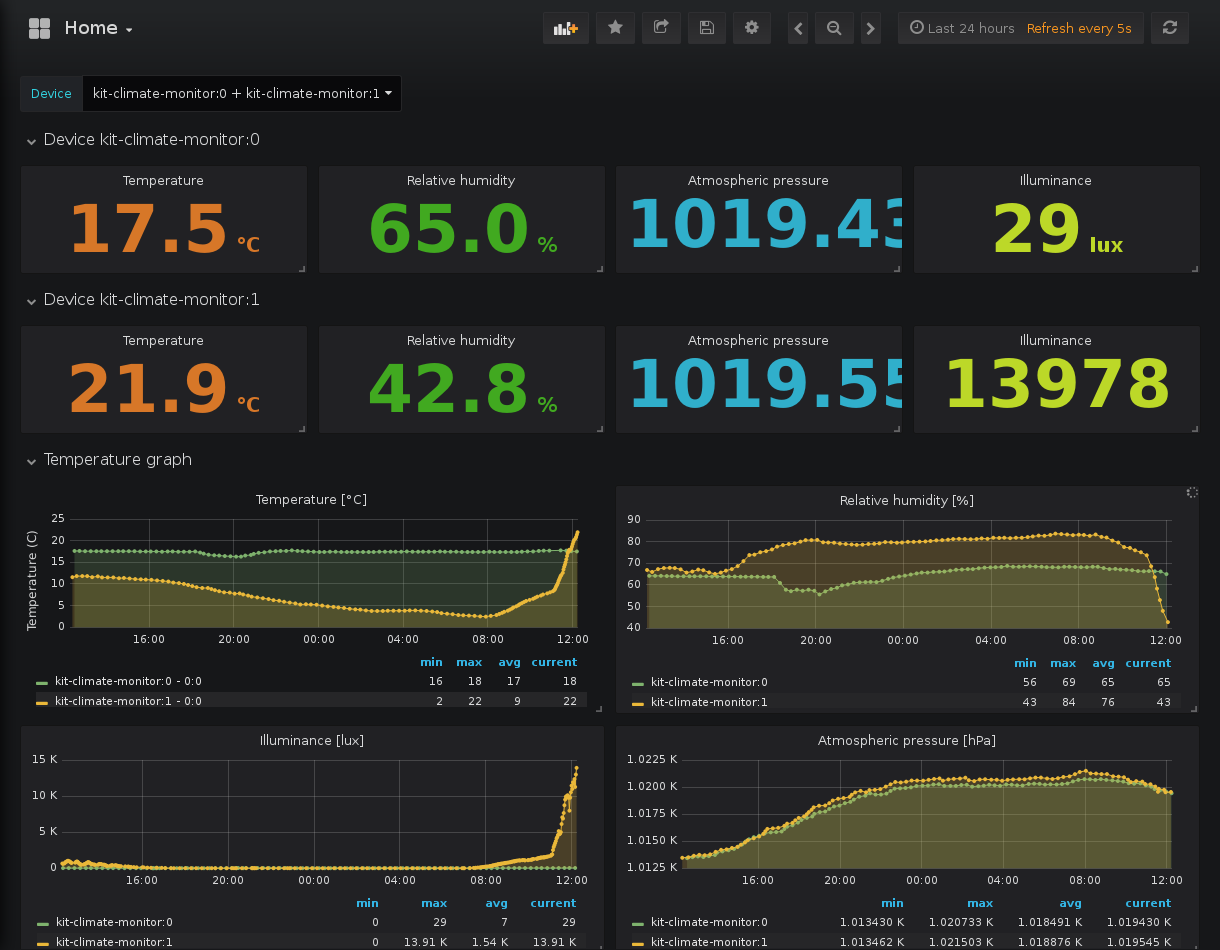 Home
Last 24 hours Refresh every 5s
Device kit-climate-monitor:0 + kit-climate-monitor:1
Device kit-climate-monitor:0
Temperature Relative humidity Atmospheric pressure Illuminance
17.5 °C 65.0 % 1019.43 29 lux
Device kit-climate-monitor:1
Temperature Relative humidity Atmospheric pressure Illuminance
21.9 °C 42.8 % 1019.55 13978
Temperature graph
Temperature [°C]
Temperature (C)
25
20
15
10
5
0
16:00 20:00 00:00 04:00 08:00 12:00
min max avg current
kit-climate-monitor:0 - 0:0 16 18 17 18
kit-climate-monitor:1 - 0:0 2 22 9 22
Relative humidity [%]
90
80
70
60
50
40
16:00 20:00 00:00 04:00 08:00 12:00
min max avg current
kit-climate-monitor:0 56 69 65 65
kit-climate-monitor:1 43 84 76 43
Illuminance [lux]
15 K
10 K
5 K
0
16:00 20:00 00:00 04:00 08:00 12:00
min max avg current
kit-climate-monitor:0 0 29 7 29
kit-climate-monitor:1 0 13.91 K 1.54 K 13.91 K
Atmospheric pressure [hPa]
1.0225 K
1.0200 K
1.0175 K
1.0150 K
1.0125 K
16:00 20:00 00:00 04:00 08:00 12:00
min max avg current
kit-climate-monitor:0 1.013430 K 1.020733 K 1.018491 K 1.019430 K
kit-climate-monitor:1 1.013462 K 1.021503 K 1.018876 K 1.019545 K